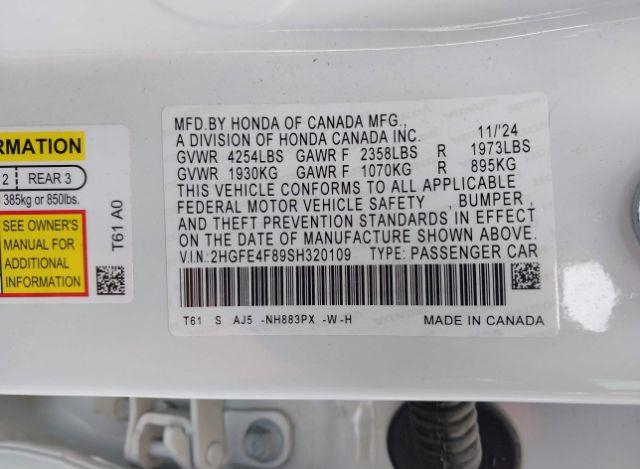 RMATION
2 REAR 3
385kg or 850lbs.
SEE OWNER'S
MANUAL FOR
ADDITIONAL
INFORMATION
T61 A0
MFD.BY HONDA OF CANADA MFG.,
A DIVISION OF HONDA CANADA INC. 11/'24
GVWR 4254LBS GAWR F 2358LBS R 1973LBS
GVWR 1930KG GAWR F 1070KG R 895KG
THIS VEHICLE CONFORMS TO ALL APPLICABLE
FEDERAL MOTOR VEHICLE SAFETY , BUMPER ,
AND THEFT PREVENTION STANDARDS IN EFFECT
ON THE DATE OF MANUFACTURE SHOWN ABOVE.
V.I.N:2HGFE4F89SH320109 TYPE: PASSENGER CAR
T61 S AJ5 -NH883PX -W-H MADE IN CANADA